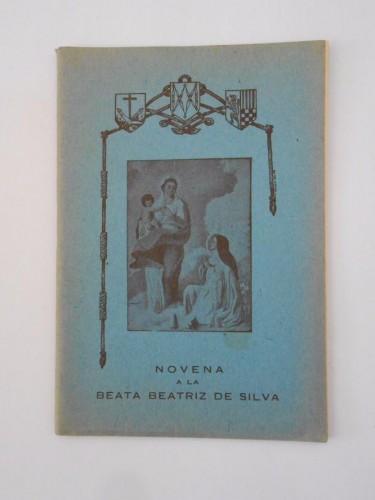 NOVENA
A LA
BEATA BEATRIZ DE SILVA